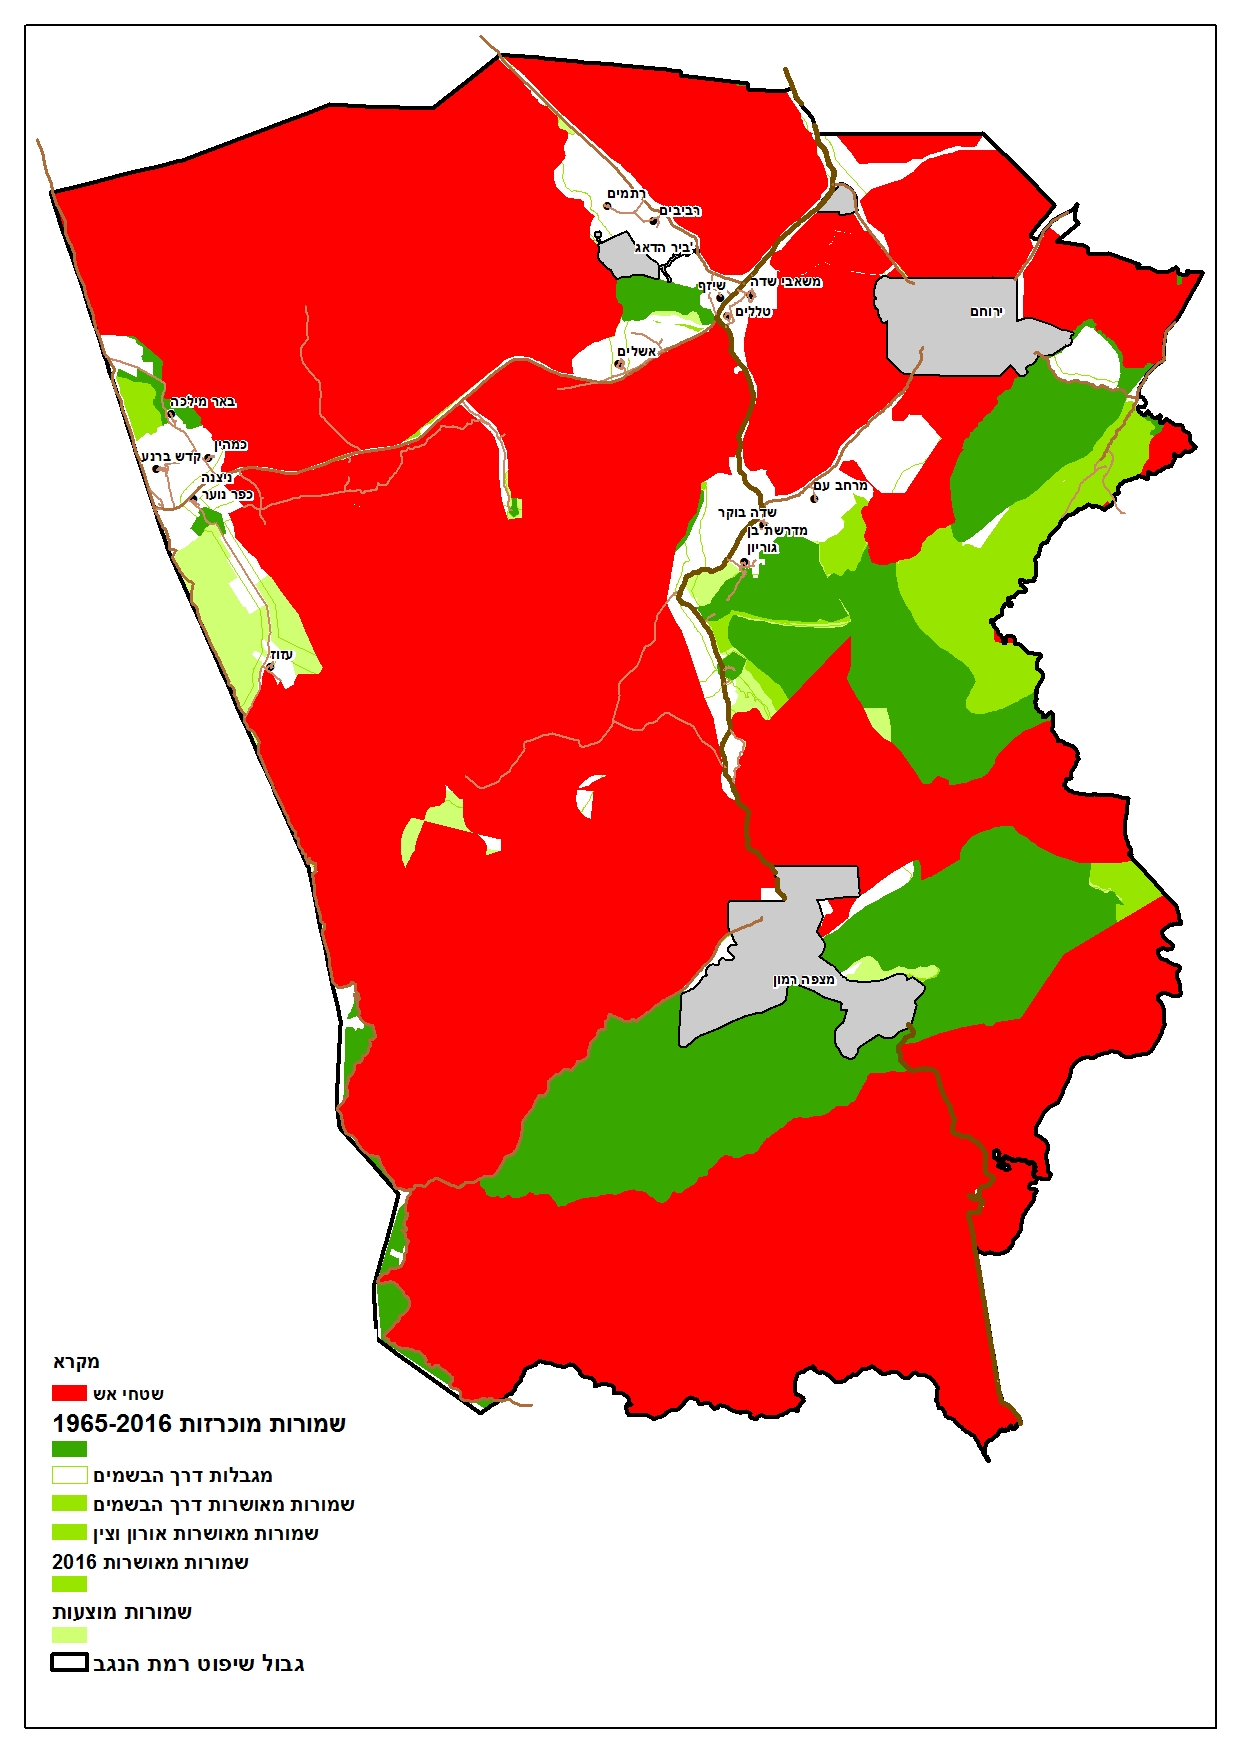 רתמים
רביבים
ביר הדאג'
משאבי שדה
שיזף
טללים
ירוחם
אשלים
באר מילכה
כמהין
קדש ברנע
ניצנה
כפר נוער
מרחב עם
שדה בוקר
מדרשת בן
גוריון
עזוז
מצפה רמון
מקרא
שטחי אש
שמורות מוכרזות 1965-2016
מגבלות דרך הבשמים
שמורות מאושרות דרך הבשמים
שמורות מאושרות אורון וצין
שמורות מאושרות 2016
שמורות מוצעות
גבול שיפוט רמת הנגב